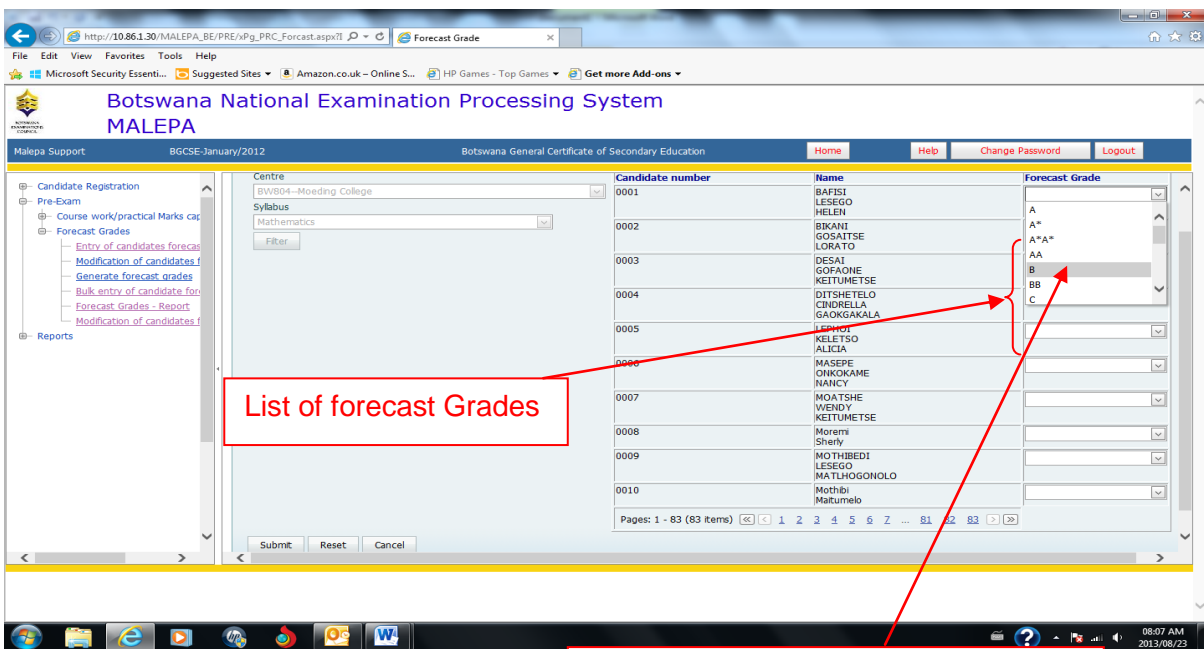 http://10.86.1.30/MALEPA_BE/PRE/xPg_PRC_Forcast.aspx?I
Forecast Grade
File Edit View Favorites Tools Help
Microsoft Security Essenti... Suggested Sites Amazon.co.uk – Online S... HP Games - Top Games Get more Add-ons
Botswana National Examination Processing System
MALEPA
Malepa Support BGCSE-January/2012 Botswana General Certificate of Secondary Education Home Help Change Password Logout
Candidate Registration
Pre-Exam
Course work/practical Marks cap
Forecast Grades
Entry of candidates forecas
Modification of candidates f
Generate forecast grades
Bulk entry of candidate for
Forecast Grades - Report
Modification of candidates f
Reports
Centre
BW804--Moeding College
Syllabus
Mathematics
Filter
Candidate number Name Forecast Grade
0001 BAFISI
LESEGO
HELEN
0002 BIKANI
GOSAITSE
LORATO
0003 DESAI
GOFAONE
KEITUMETSE
0004 DITSHETELO
CINDRELLA
GAOKGAKALA
0005 LEPHOI
KELETSO
ALICIA
0006 MASEPE
ONKOKAME
NANCY
0007 MOATSHE
WENDY
KEITUMETSE
0008 Moremi
Sherly
0009 MOTHIBEDI
LESEGO
MATLHOGONOLO
0010 Mothibi
Maitumelo
A
A*
A*A*
AA
B
BB
C
List of forecast Grades
Pages: 1 - 83 (83 items) 1 2 3 4 5 6 7 ... 81 82 83
Submit Reset Cancel
08:07 AM
2013/08/23